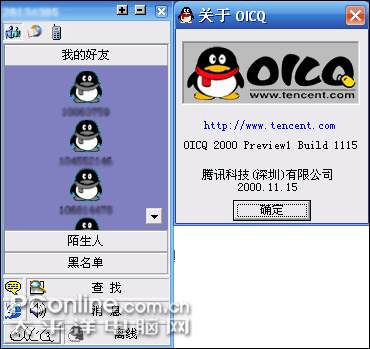 我的好友
陌生人
黑名单
查 找
消 息
离线
关于 OICQ
OICQ
www.tencent.com
http://www.tencent.com
OICQ 2000 Preview1 Build 1115
腾讯科技(深圳)有限公司
2000.11.15
确定
PConline.com.cn
太平洋电脑网